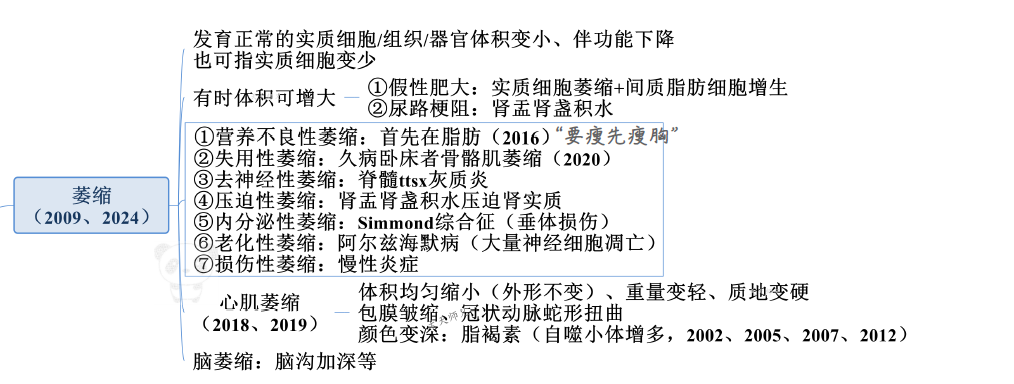 发育正常的实质细胞/组织/器官体积变小、伴功能下降
也可指实质细胞变少
有时体积可增大
①假性肥大：实质细胞萎缩+间质脂肪细胞增生
②尿路梗阻：肾盂肾盏积水
①营养不良性萎缩：首先在脂肪（2016）“要瘦先瘦胸”
②失用性萎缩：久病卧床者骨骼肌萎缩（2020）
③去神经性萎缩：脊髓ttsx灰质炎
④压迫性萎缩：肾盂肾盏积水压迫肾实质
⑤内分泌性萎缩：Simmond综合征（垂体损伤）
⑥老化性萎缩：阿尔兹海默病（大量神经细胞凋亡）
⑦损伤性萎缩：慢性炎症
萎缩
（2009、2024）
心肌萎缩
（2018、2019）
体积均匀缩小（外形不变）、重量变轻、质地变硬
包膜皱缩、冠状动脉蛇形扭曲
颜色变深：脂褐素（自噬小体增多，2002、2005、2007、2012）
脑萎缩：脑沟加深等